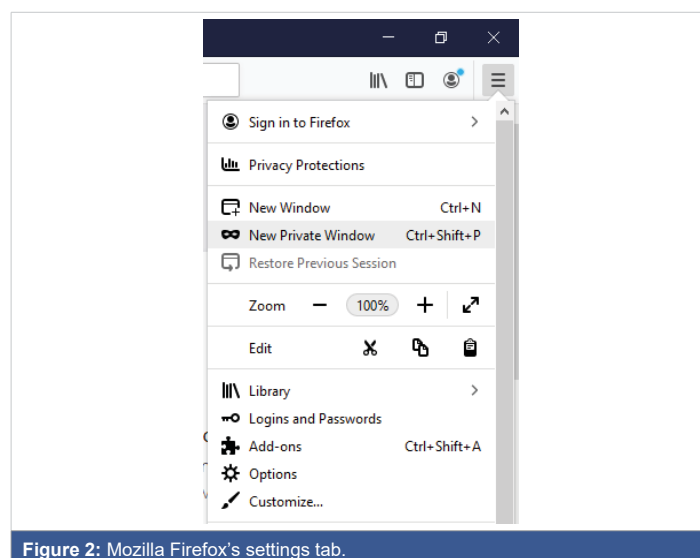 Sign in to Firefox
Privacy Protections
New Window Ctrl+N
New Private Window Ctrl+Shift+P
Restore Previous Session
Zoom 100%
Edit
Library
Logins and Passwords
Add-ons Ctrl+Shift+A
Options
Customize...
Figure 2: Mozilla Firefox's settings tab.